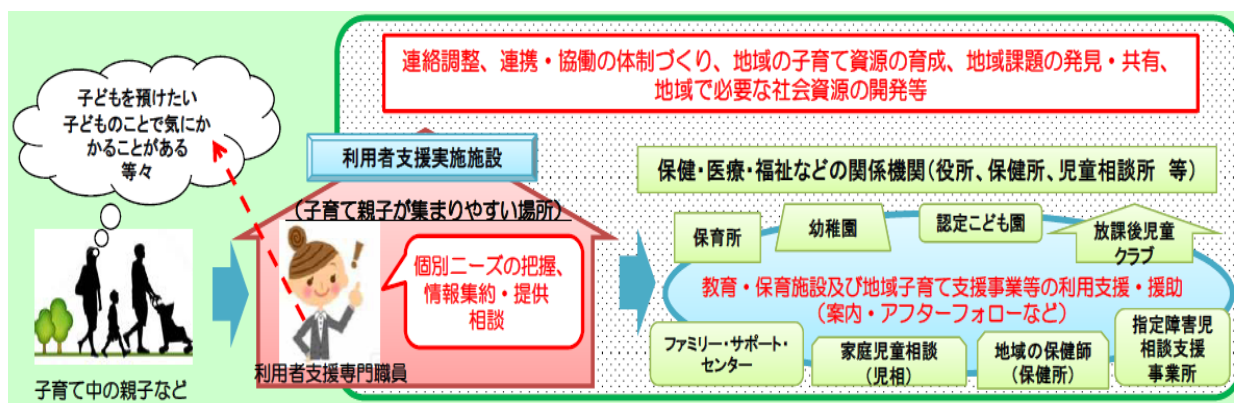 連絡調整、連携・協働の体制づくり、地域の子育て資源の育成、地域課題の発見・共有、
地域で必要な社会資源の開発等
子どもを預けたい
子どものことで気にか
かることがある
等々
利用者支援実施施設
(子育て親子が集まりやすい場所)
個別ニーズの把握、
情報集約・提供
相談
利用者支援専門職員
子育て中の親子など
保健・医療・福祉などの関係機関(役所、保健所、児童相談所 等)
保育所
幼稚園
認定こども園
放課後児童
クラブ
教育・保育施設及び地域子育て支援事業等の利用支援・援助
(案内・アフターフォローなど)
ファミリー・サポート・
センター
家庭児童相談
(児相)
地域の保健師
(保健所)
指定障害児
相談支援
事業所